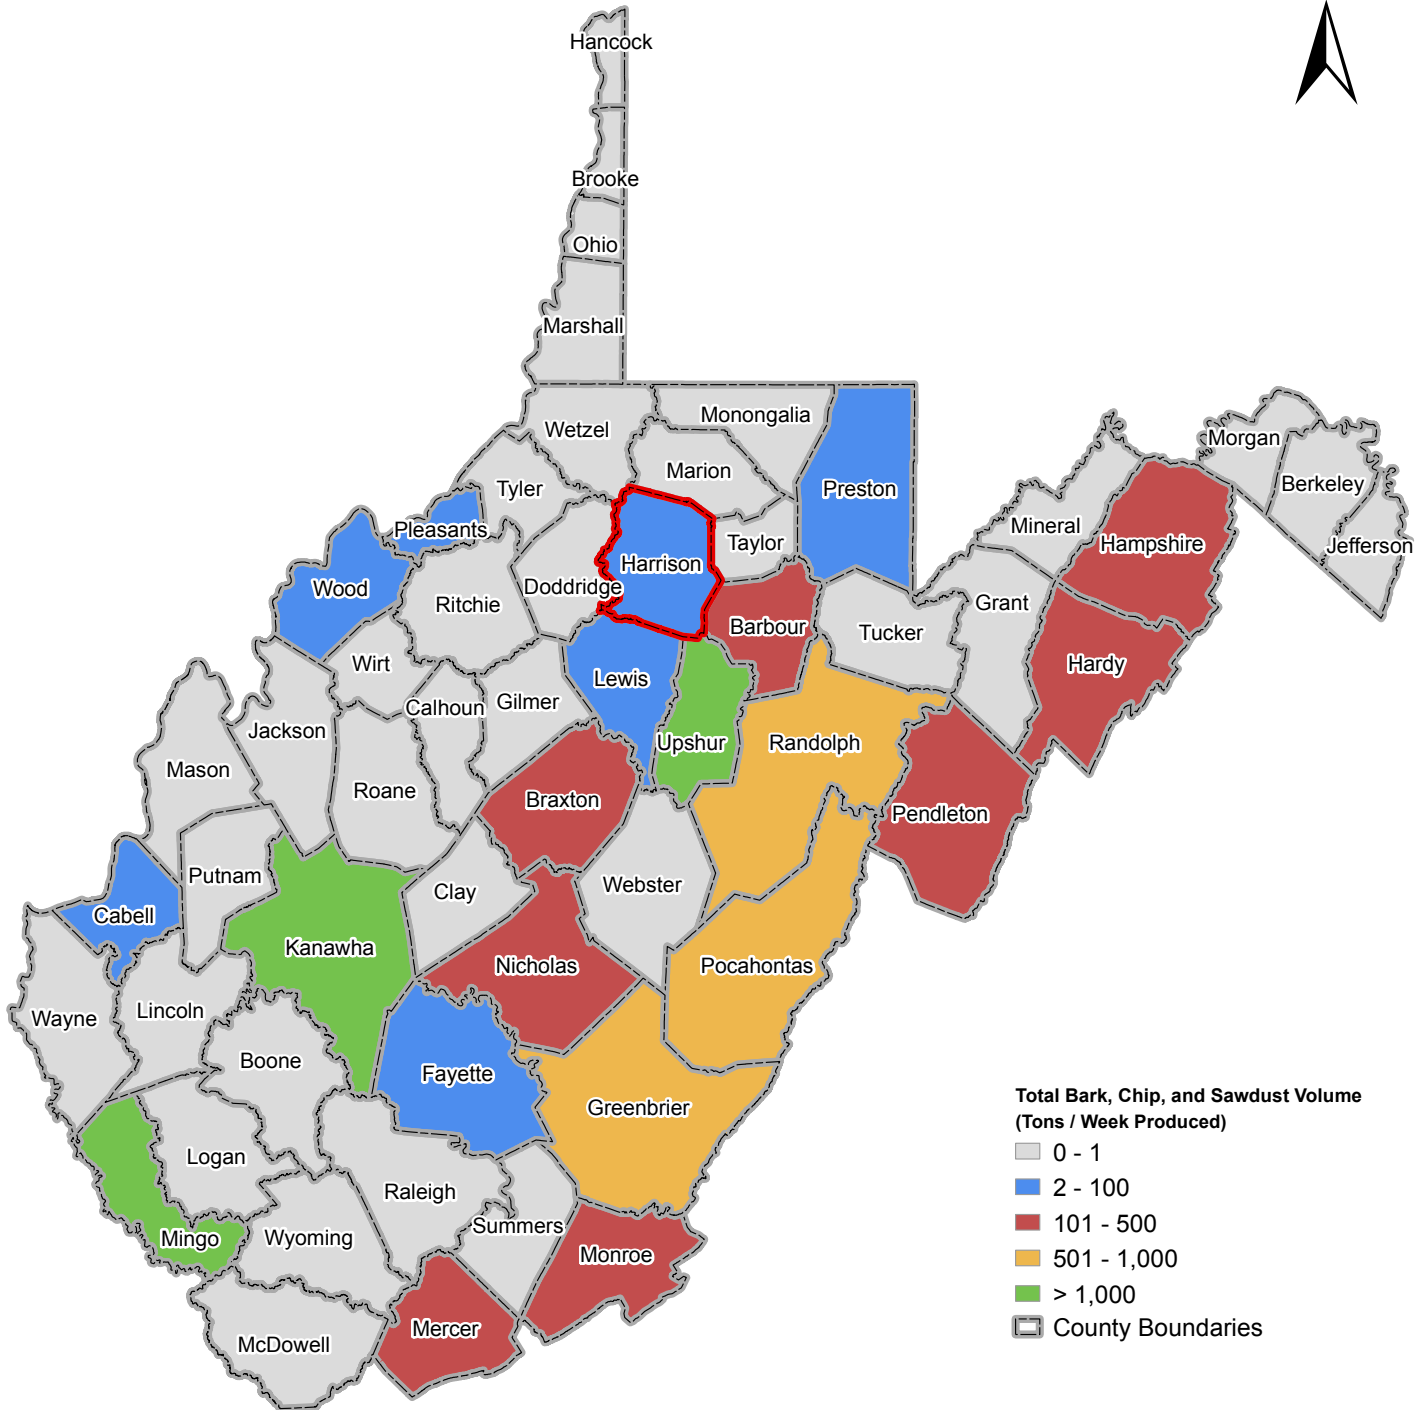 Hancock
Brooke
Ohio
Marshall
Wetzel
Monongalia
Marion
Morgan
Berkeley
Tyler
Preston
Mineral
Pleasants
Taylor
Hampshire
Jefferson
Harrison
Wood
Doddridge
Ritchie
Grant
Barbour
Tucker
Wirt
Hardy
Lewis
Gilmer
Calhoun
Jackson
Upshur
Randolph
Mason
Roane
Braxton
Pendleton
Putnam
Clay
Webster
Cabell
Kanawha
Nicholas
Pocahontas
Wayne
Lincoln
Boone
Fayette
Greenbrier
Logan
Raleigh
Summers
Mingo
Wyoming
Monroe
Mercer
McDowell
Total Bark, Chip, and Sawdust Volume
(Tons / Week Produced)
0 - 1
2 - 100
101 - 500
501 - 1,000
> 1,000
County Boundaries